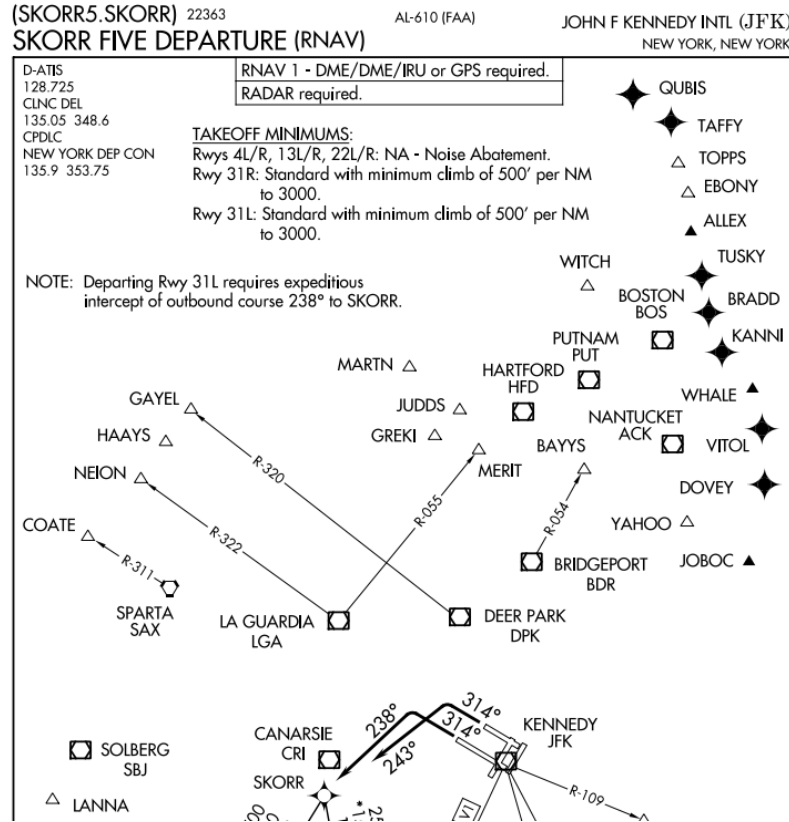 (SKORR5.SKORR) 22363
AL-610 (FAA)
JOHN F KENNEDY INTL (JFK)
SKORR FIVE DEPARTURE (RNAV)
NEW YORK, NEW YORK
D-ATIS
128.725
CLNC DEL
135.05 348.6
CPDLC
NEW YORK DEP CON
135.9 353.75
RNAV 1 - DME/DME/IRU or GPS required.
RADAR required.
TAKEOFF MINIMUMS:
Rwys 4L/R, 13L/R, 22L/R: NA - Noise Abatement.
Rwy 31R: Standard with minimum climb of 500' per NM
to 3000.
Rwy 31L: Standard with minimum climb of 500' per NM
to 3000.
NOTE: Departing Rwy 31L requires expeditious
intercept of outbound course 238° to SKORR.
QUBIS
TAFFY
TOPPS
EBONY
ALLEX
TUSKY
WITCH
BOSTON
BOS
BRADD
KANNI
PUTNAM
PUT
MARTN
HARTFORD
HFD
WHALE
GAYEL
JUDDS
NANTUCKET
ACK
HAAYS
GREKI
BAYYS
VITOL
NEION
MERIT
R-320
DOVEY
COATE
R-322
R-055
R-054
YAHOO
R-311
BRIDGEPORT
BDR
JOBOC
SPARTA
SAX
LA GUARDIA
LGA
DEER PARK
DPK
314°
238°
314°
KENNEDY
JFK
CANARSIE
CRI
243°
SOLBERG
SBJ
SKORR
R-109
LANNA
V1